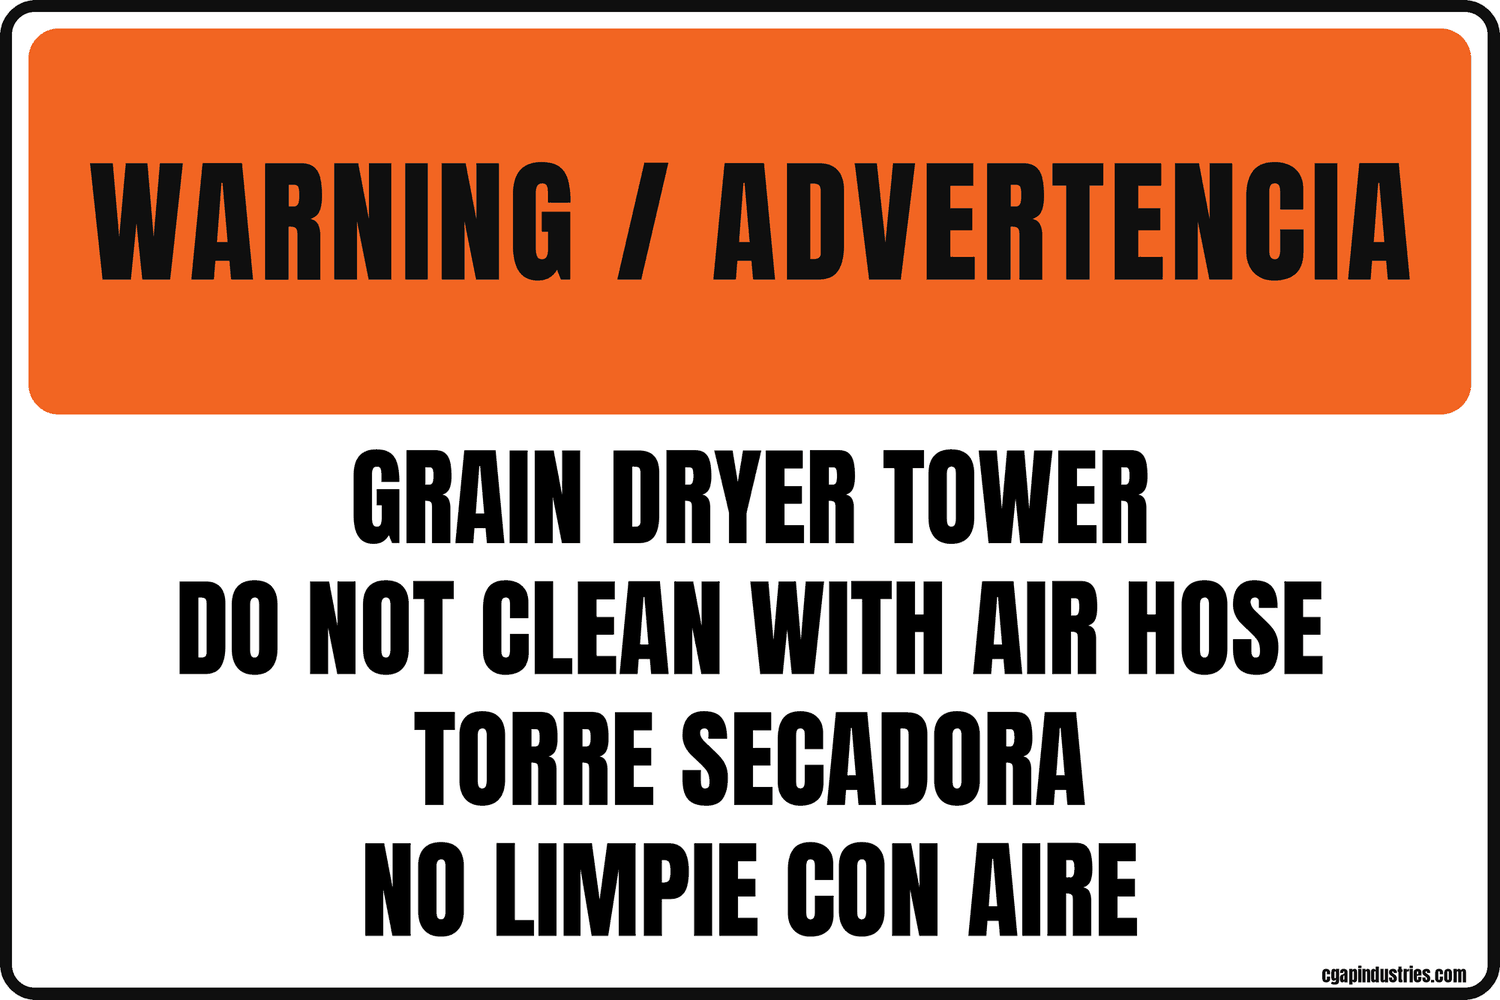 WARNING / ADVERTENCIA
GRAIN DRYER TOWER
DO NOT CLEAN WITH AIR HOSE
TORRE SECADORA
NO LIMPIE CON AIRE
cgapindustries.com